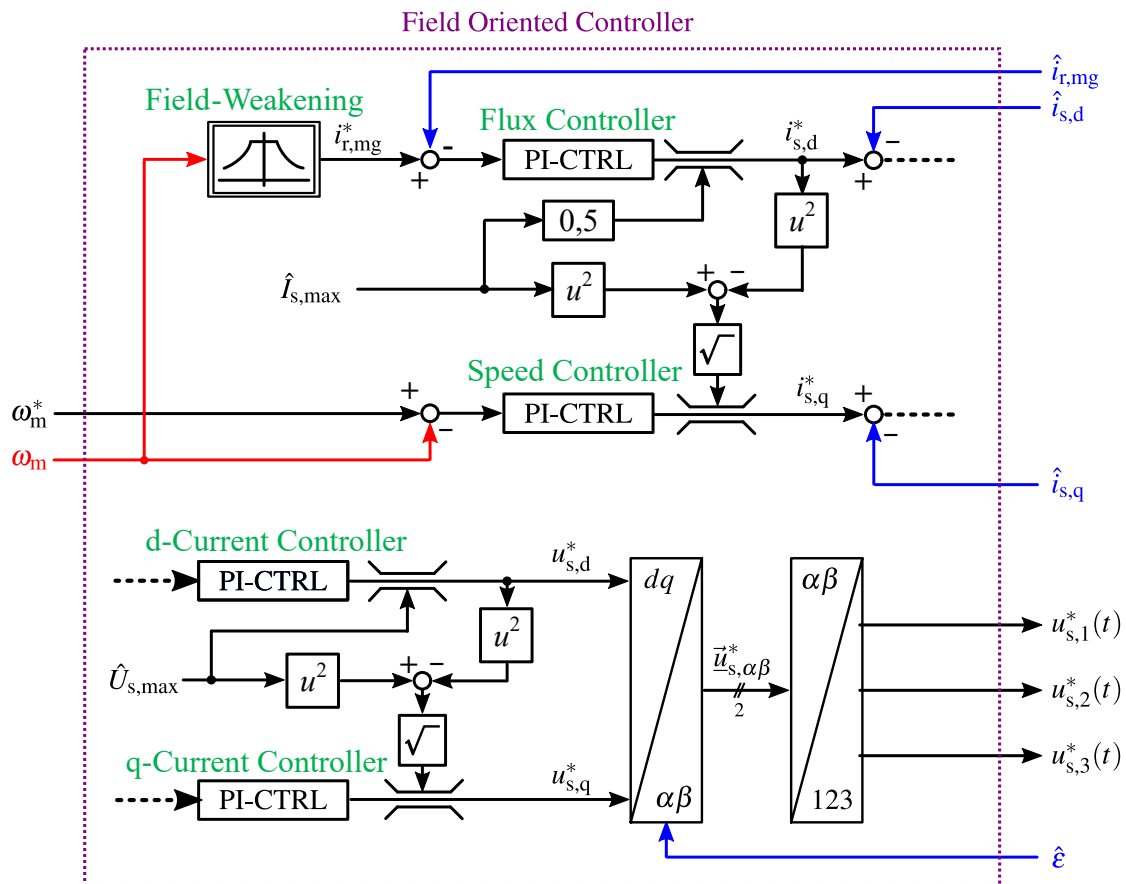 Field Oriented Controller
î_r,mg
î_s,d
Field-Weakening
i*_r,mg
Flux Controller
i*_s,d
- −
+ +
PI-CTRL
0,5
u²
Î_s,max
u²
+ −
√
Speed Controller
ω*_m
+
−
PI-CTRL
i*_s,q
+
−
ω_m
î_s,q
d-Current Controller
PI-CTRL
u*_s,d
dq
αβ
u²
u*_s,1(t)
Û_s,max
u²
+ −
u⃗*_s,αβ
2
u*_s,2(t)
√
q-Current Controller
u*_s,3(t)
PI-CTRL
u*_s,q
αβ
123
ε̂